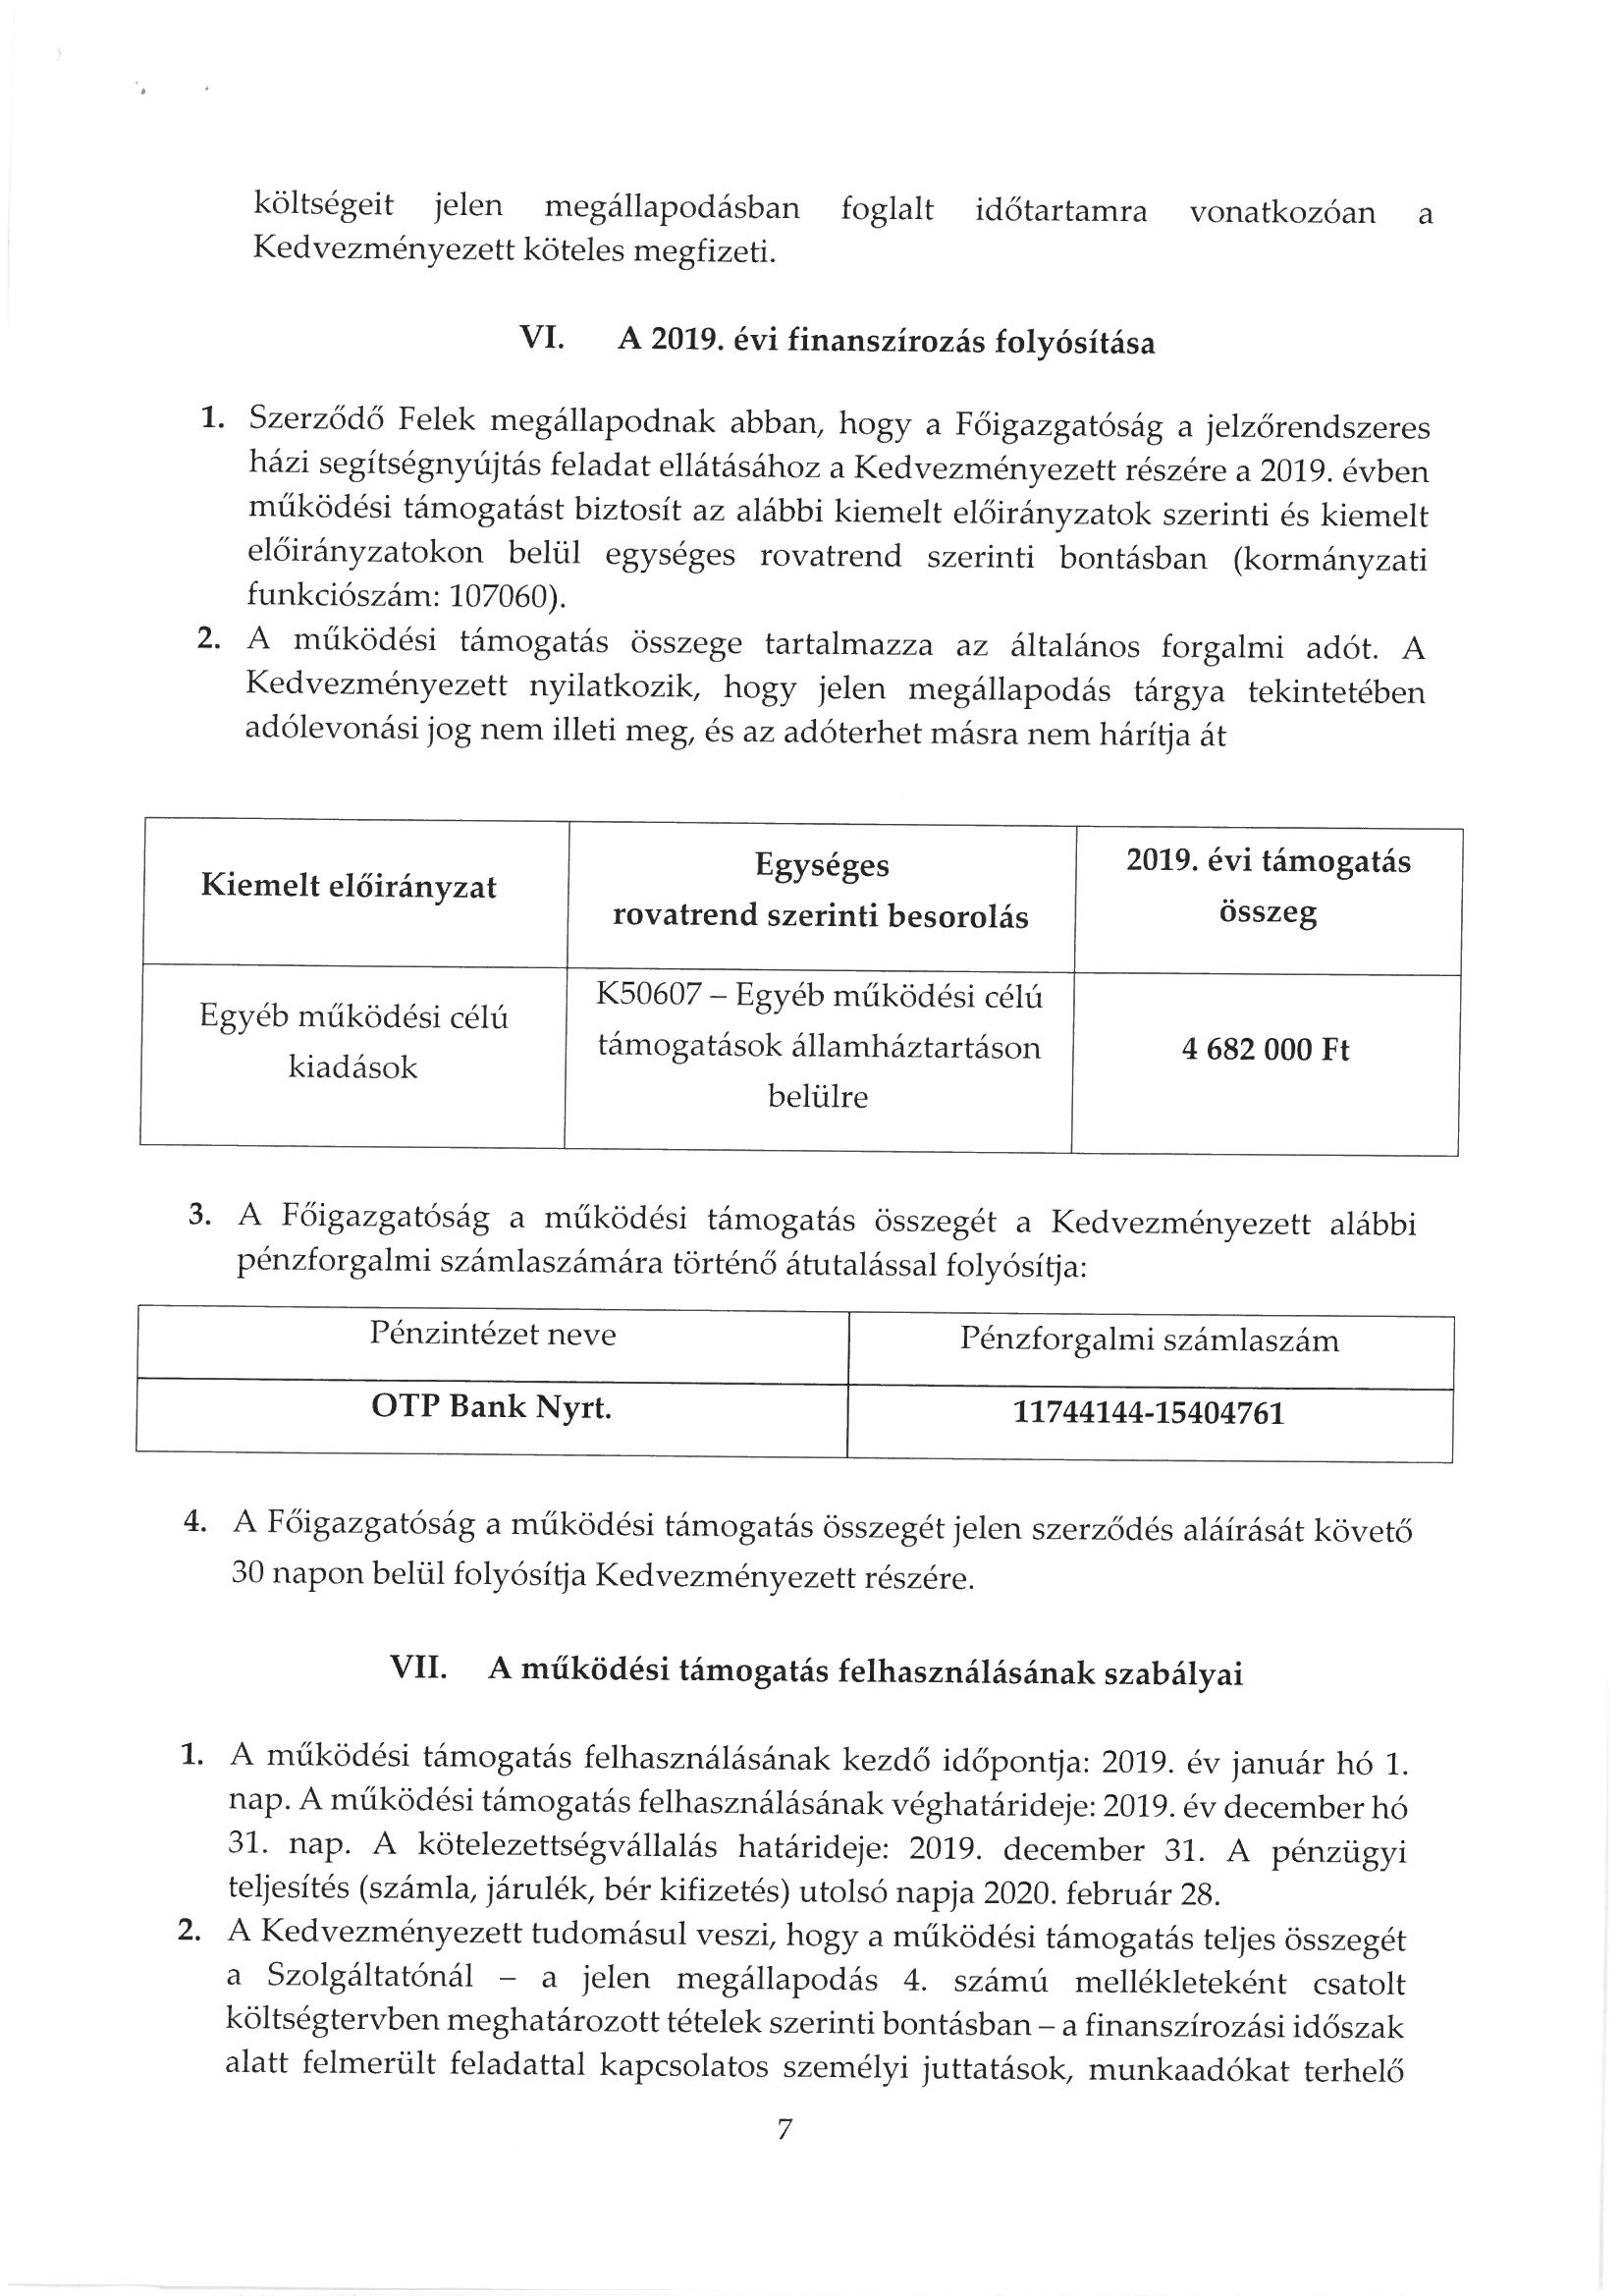 költségeit jelen megállapodásban foglalt időtartamra vonatkozóan a
Kedvezményezett köteles megfizeti.
VI. A 2019. évi finanszírozás folyósítása
1. Szerződő Felek megállapodnak abban, hogy a Főigazgatóság a jelzőrendszeres
házi segítségnyújtás feladat ellátásához a Kedvezményezett részére a 2019. évben
működési támogatást biztosít az alábbi kiemelt előirányzatok szerinti és kiemelt
előirányzatokon belül egységes rovatrend szerinti bontásban (kormányzati
funkciószám: 107060).
2. A működési támogatás összege tartalmazza az általános forgalmi adót. A
Kedvezményezett nyilatkozik, hogy jelen megállapodás tárgya tekintetében
adólevonási jog nem illeti meg, és az adóterhet másra nem hárítja át
Kiemelt előirányzat
Egységes
rovatrend szerinti besorolás
2019. évi támogatás
összeg
Egyéb működési célú
kiadások
K50607 – Egyéb működési célú
támogatások államháztartáson
belülre
4 682 000 Ft
3. A Főigazgatóság a működési támogatás összegét a Kedvezményezett alábbi
pénzforgalmi számlaszámára történő átutalással folyósítja:
Pénzintézet neve
Pénzforgalmi számlaszám
OTP Bank Nyrt.
11744144-15404761
4. A Főigazgatóság a működési támogatás összegét jelen szerződés aláírását követő
30 napon belül folyósítja Kedvezményezett részére.
VII. A működési támogatás felhasználásának szabályai
1. A működési támogatás felhasználásának kezdő időpontja: 2019. év január hó 1.
nap. A működési támogatás felhasználásának véghatárideje: 2019. év december hó
31. nap. A kötelezettségvállalás határideje: 2019. december 31. A pénzügyi
teljesítés (számla, járulék, bér kifizetés) utolsó napja 2020. február 28.
2. A Kedvezményezett tudomásul veszi, hogy a működési támogatás teljes összegét
a Szolgáltatónál – a jelen megállapodás 4. számú mellékleteként csatolt
költségtervben meghatározott tételek szerinti bontásban – a finanszírozási időszak
alatt felmerült feladattal kapcsolatos személyi juttatások, munkaadókat terhelő
7